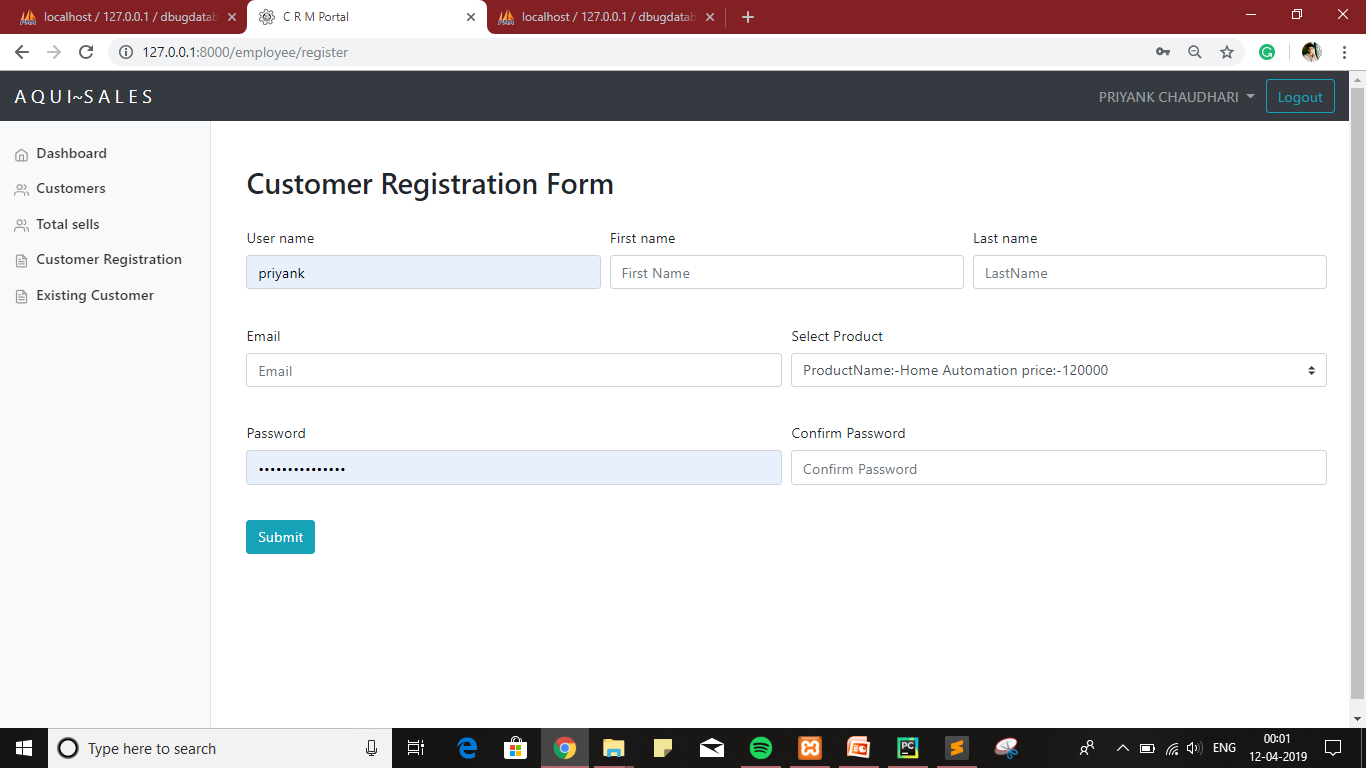 localhost / 127.0.0.1 / dbugdatab
C R M Portal
localhost / 127.0.0.1 / dbugdatab
127.0.0.1:8000/employee/register
A Q U I ~ S A L E S
PRIYANK CHAUDHARI
Logout
Dashboard
Customers
Total sells
Customer Registration
Existing Customer
Customer Registration Form
User name
First name
Last name
priyank
First Name
LastName
Email
Select Product
Email
ProductName:-Home Automation price:-120000
Password
Confirm Password
•••••••••••••••
Confirm Password
Submit
Type here to search
PC
ENG
00:01
12-04-2019